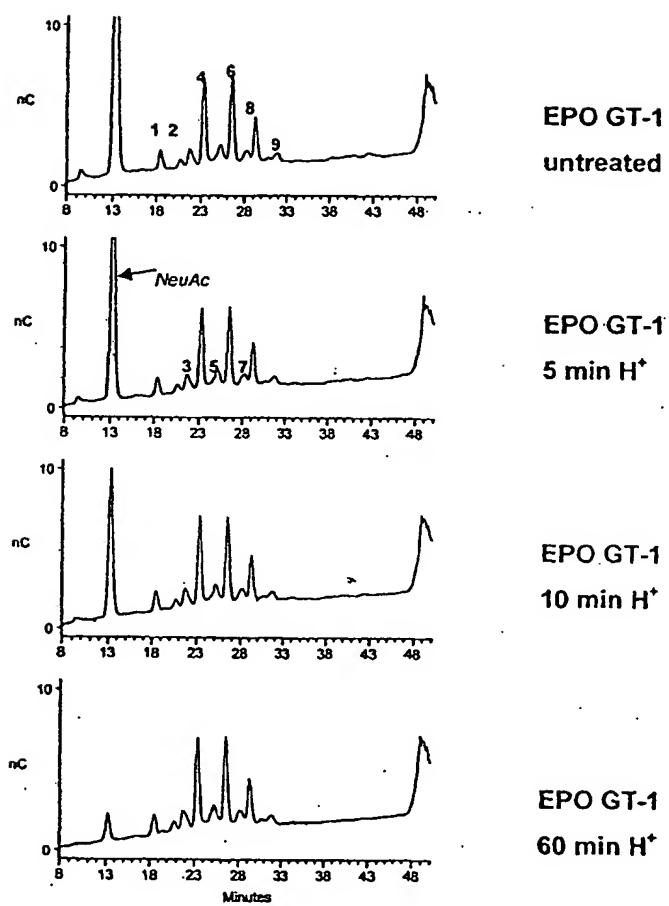 10
nC
0
1 2 4 6 8 9
8 13 18 23 28 33 38 43 48
EPO GT-1
untreated
10
nC
0
NeuAc
3 5 7
8 13 18 23 28 33 38 43 48
EPO GT-1
5 min H⁺
10
nC
0
8 13 18 23 28 33 38 43 48
EPO GT-1
10 min H⁺
10
nC
0
8 13 18 23 28 33 38 43 48
Minutes
EPO GT-1
60 min H⁺